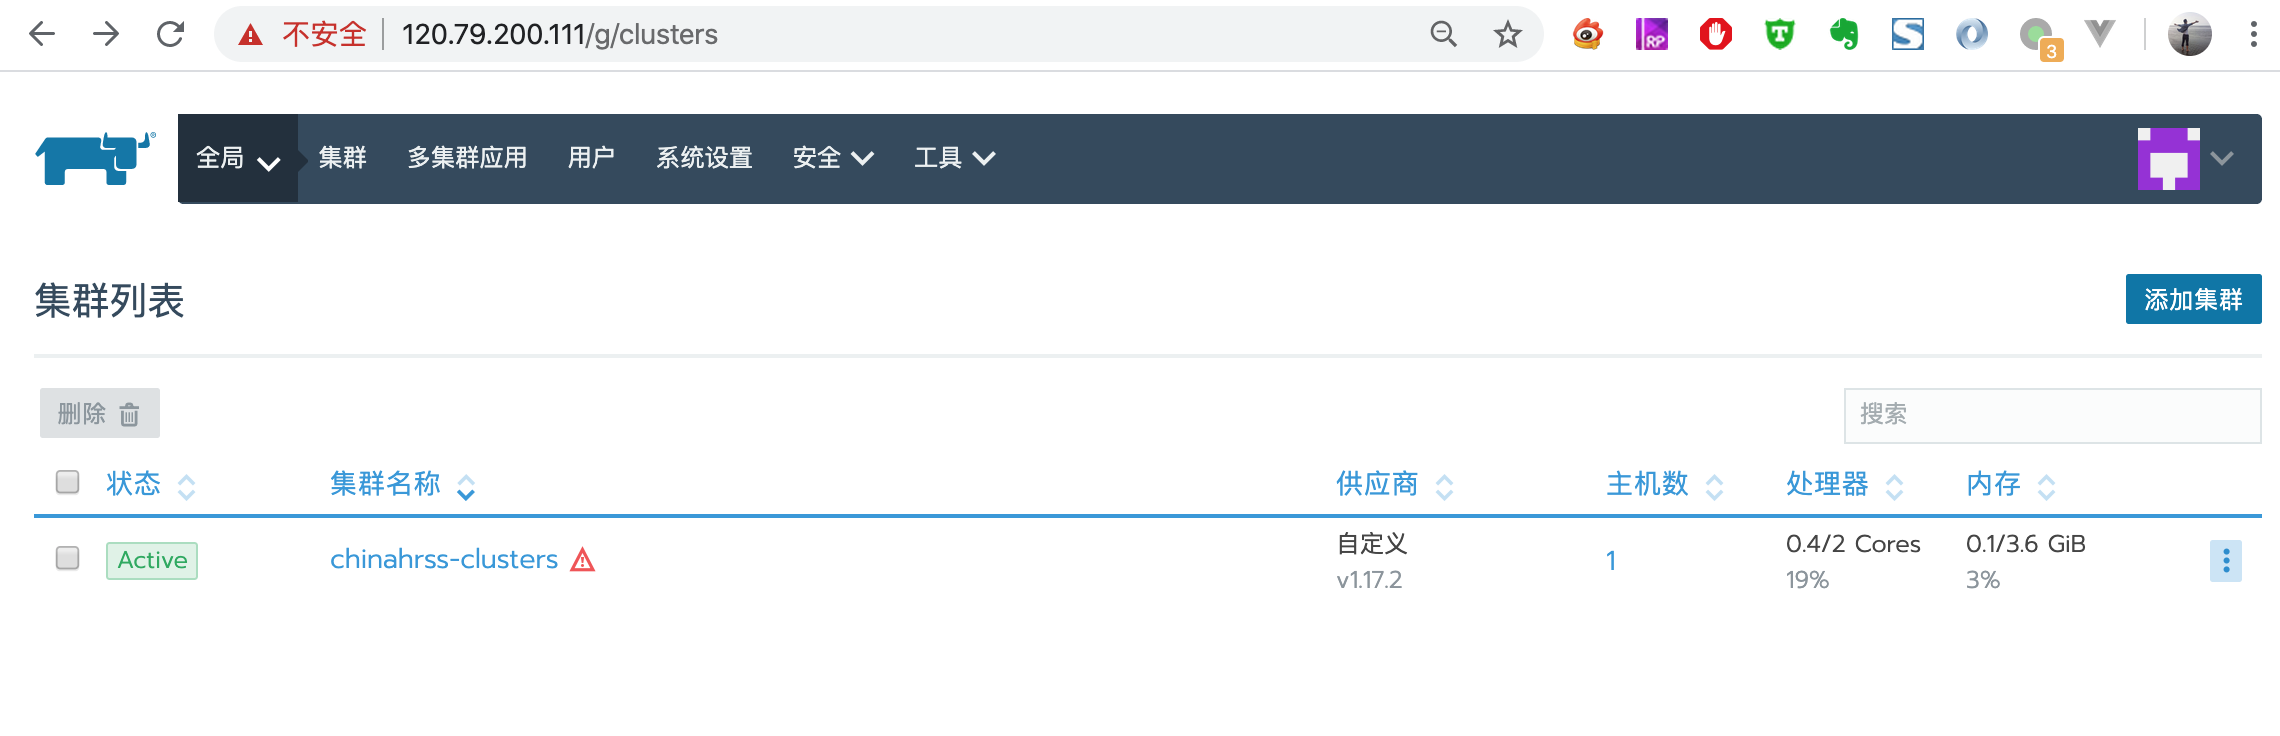 不安全 120.79.200.111/g/clusters
3
全局 集群 多集群应用 用户 系统设置 安全 工具
集群列表 添加集群
删除 搜索
状态 集群名称 供应商 主机数 处理器 内存
Active chinahrss-clusters 自定义 1 0.4/2 Cores 0.1/3.6 GiB
v1.17.2 19% 3%